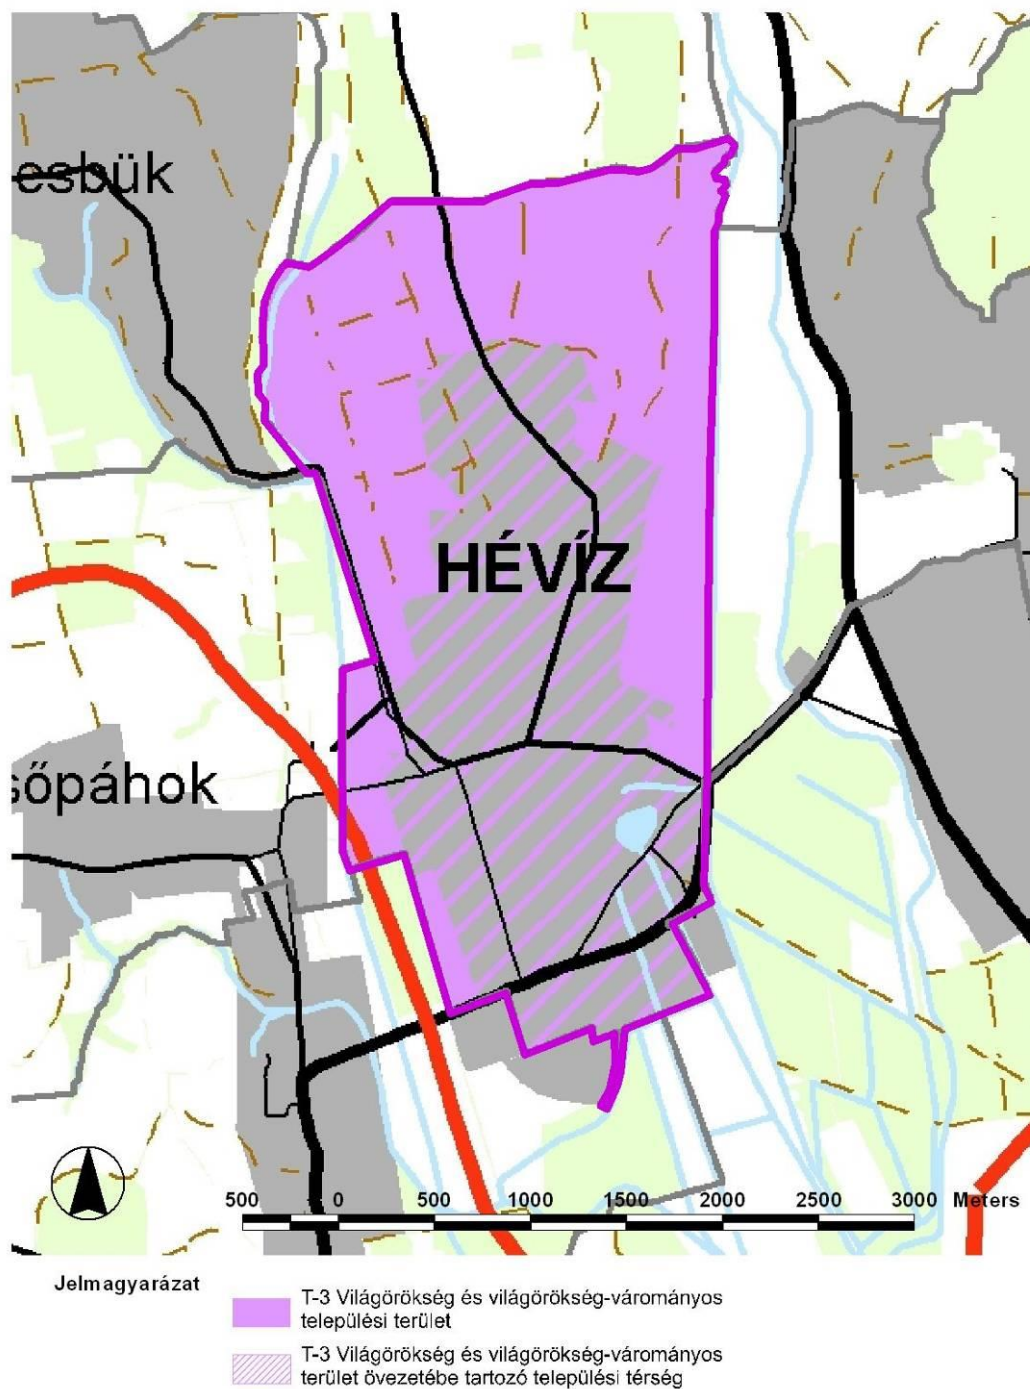 esbük
HÉVÍZ
sőpáhok
500 0 500 1000 1500 2000 2500 3000 Meters
Jelmagyarázat
T-3 Világörökség és világörökség-várományos
települési terület
T-3 Világörökség és világörökség-várományos
terület övezetébe tartozó települési térség